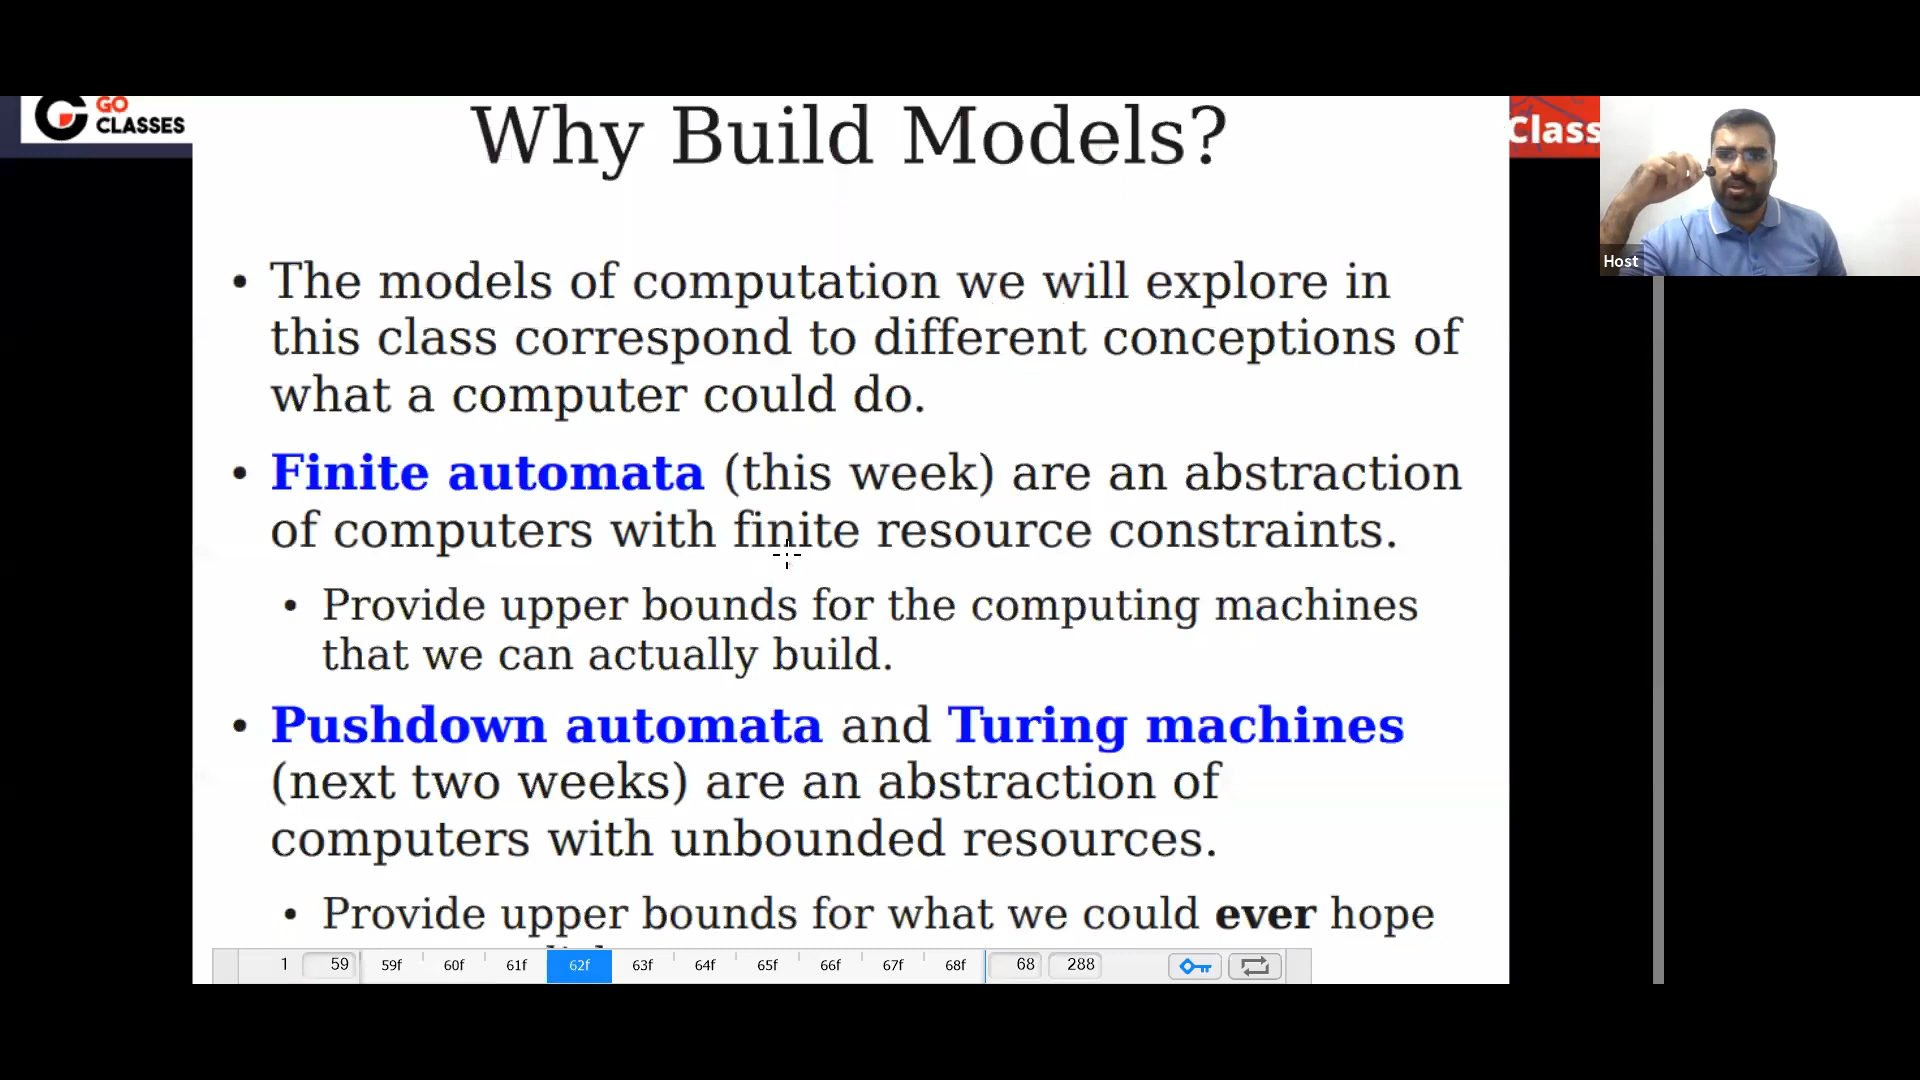 GO
CLASSES
Why Build Models?
Class
Host
• The models of computation we will explore in
this class correspond to different conceptions of
what a computer could do.
• Finite automata (this week) are an abstraction
of computers with finite resource constraints.
• Provide upper bounds for the computing machines
that we can actually build.
• Pushdown automata and Turing machines
(next two weeks) are an abstraction of
computers with unbounded resources.
• Provide upper bounds for what we could ever hope
1 59 59f 60f 61f 62f 63f 64f 65f 66f 67f 68f 68 288